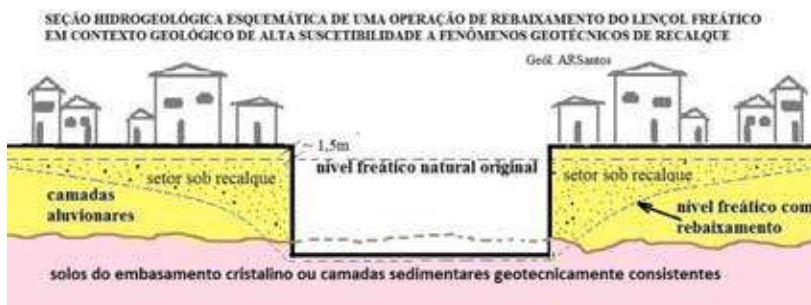 SEÇÃO HIDROGEOLÓGICA ESQUEMÁTICA DE UMA OPERAÇÃO DE REBAIXAMENTO DO LENÇOL FREÁTICO
EM CONTEXTO GEOLÓGICO DE ALTA SUSCETIBILIDADE A FENÔMENOS GEOTÉCNICOS DE RECALQUE
Geól. ARSantos
~ 1,5m
nível freático natural original
setor sob recalque
setor sob recalque
camadas
aluvionares
nível freático com
rebaixamento
solos do embasamento cristalino ou camadas sedimentares geotecnicamente consistentes